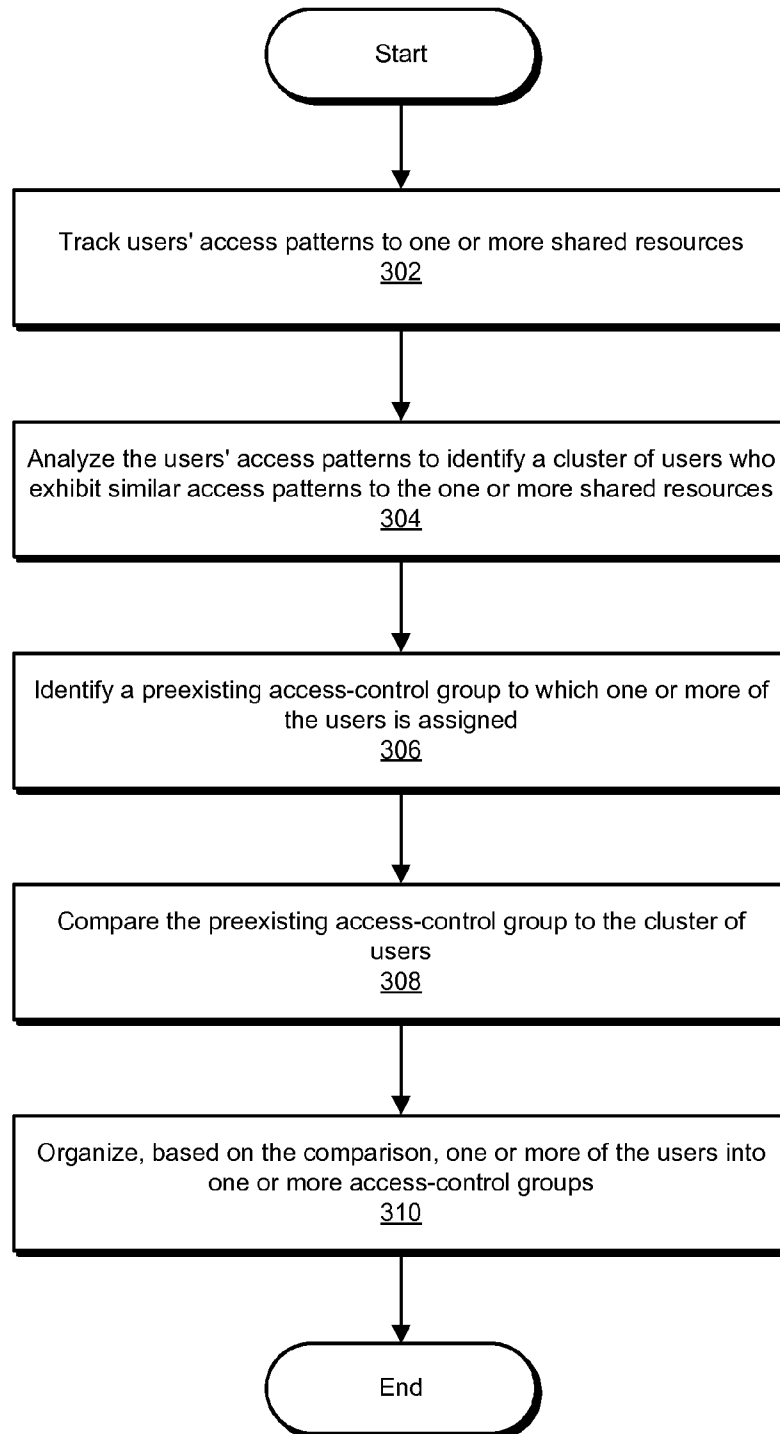 Start
Track users' access patterns to one or more shared resources
302
Analyze the users' access patterns to identify a cluster of users who
exhibit similar access patterns to the one or more shared resources
304
Identify a preexisting access-control group to which one or more of
the users is assigned
306
Compare the preexisting access-control group to the cluster of
users
308
Organize, based on the comparison, one or more of the users into
one or more access-control groups
310
End